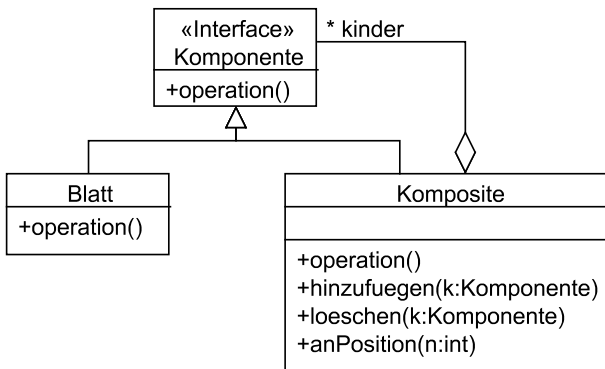 «Interface»
Komponente
* kinder
+operation()
Blatt
+operation()
Komposite
+operation()
+hinzufuegen(k:Komponente)
+loeschen(k:Komponente)
+anPosition(n:int)